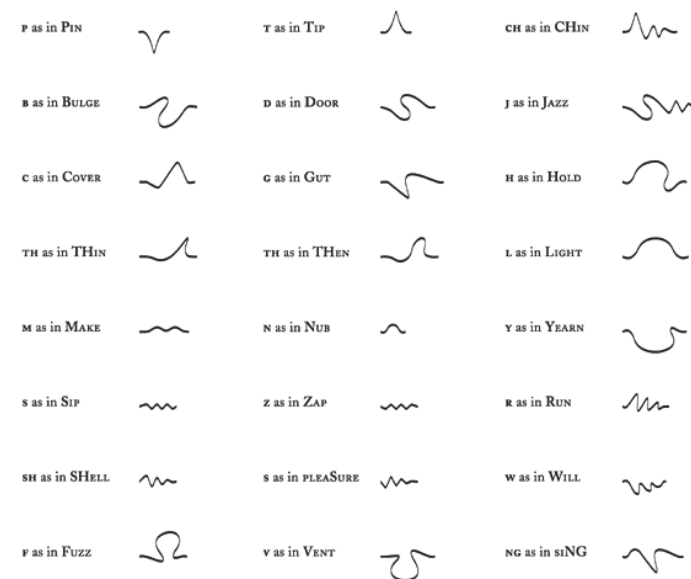 P as in PIN T as in TIP CH as in CHIN
B as in BULGE D as in DOOR J as in JAZZ
C as in COVER G as in GUT H as in HOLD
TH as in THIN TH as in THEN L as in LIGHT
M as in MAKE N as in NUB Y as in YEARN
S as in SIP Z as in ZAP R as in RUN
SH as in SHELL S as in PLEASURE W as in WILL
F as in FUZZ V as in VENT NG as in SING